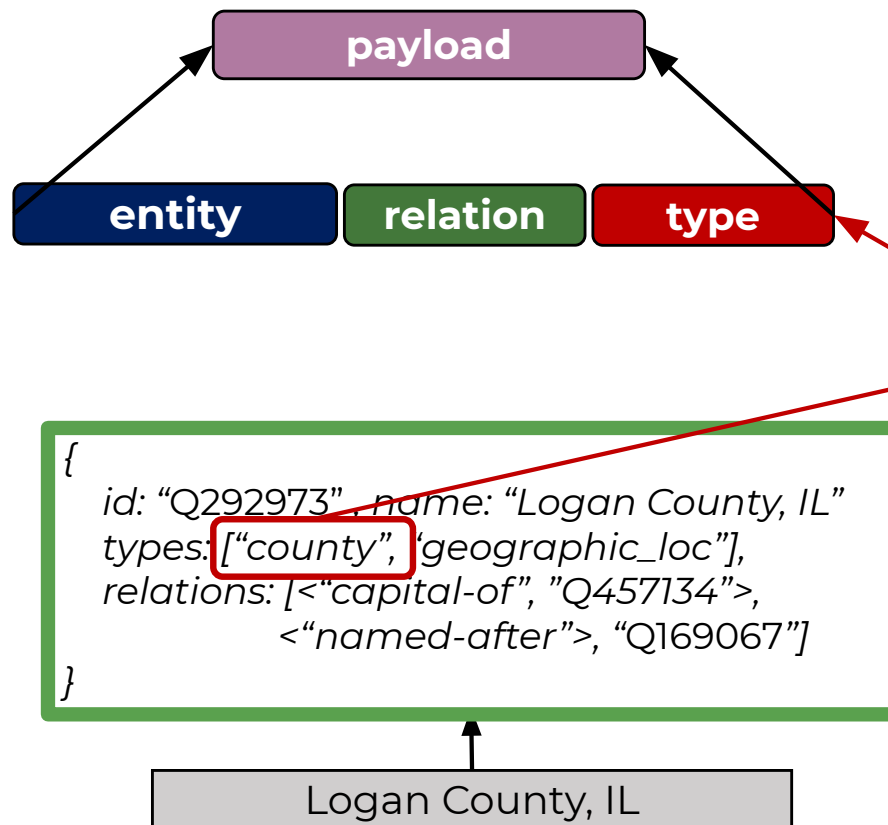 payload
entity relation type
{
id: “Q292973” , name: “Logan County, IL”
types: [“county”, “geographic_loc”],
relations: [<“capital-of”, ”Q457134”>,
<“named-after”>, “Q169067”]
}
Logan County, IL